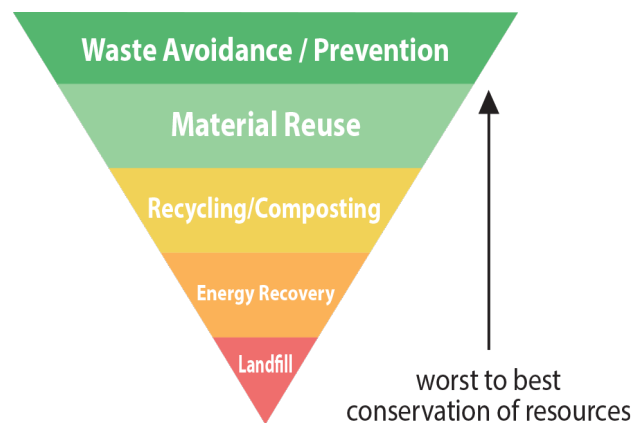 Waste Avoidance / Prevention
Material Reuse
Recycling/Composting
Energy Recovery
Landfill
worst to best
conservation of resources